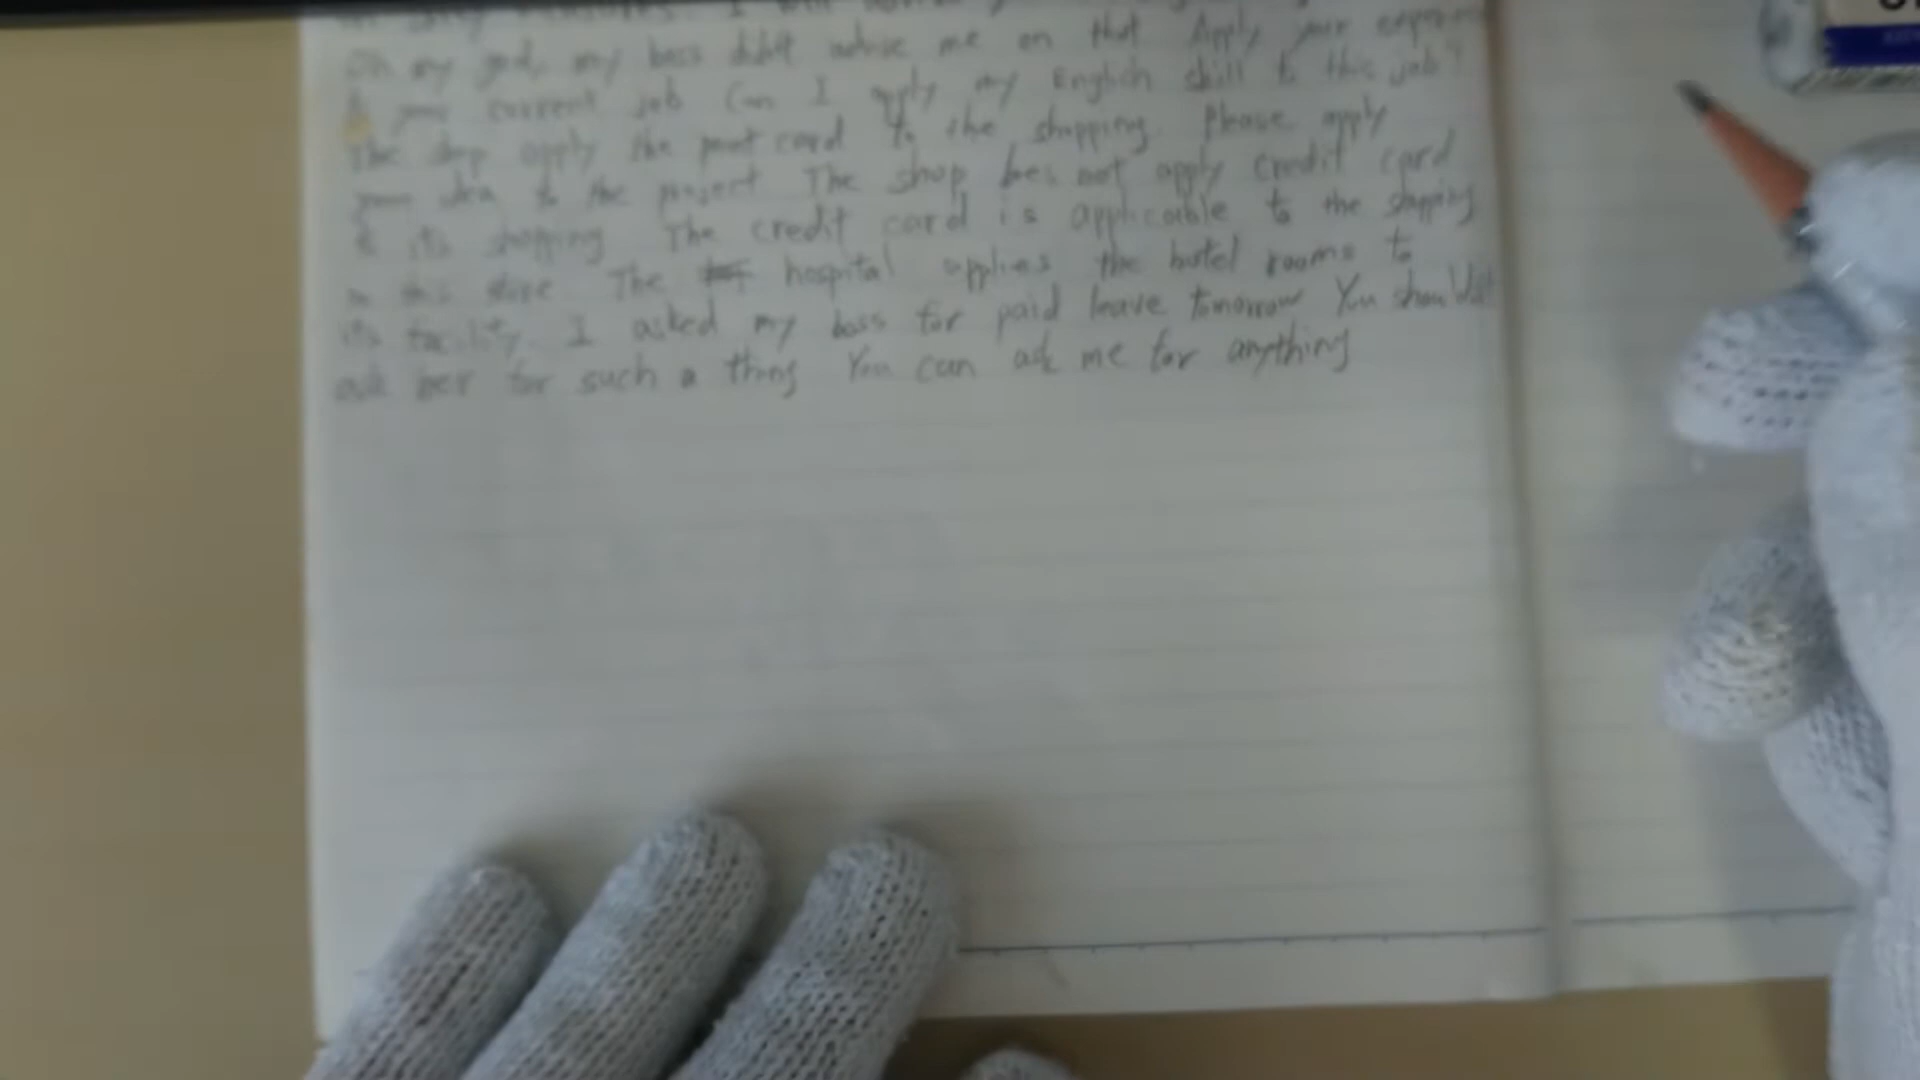 Oh my god, my boss didn't advise me on that Apply your
to your current job Can I apply my English skill to this job?
The shop apply the point card to the shopping. Please apply
your idea to the project The shop does not apply credit card
to its shopping The credit card is applicable to the shopping
in this store The hospital applies the hotel rooms to
its facility. I asked my boss for paid leave tomorrow You shouldn't
ask her for such a thing You can ask me for anything